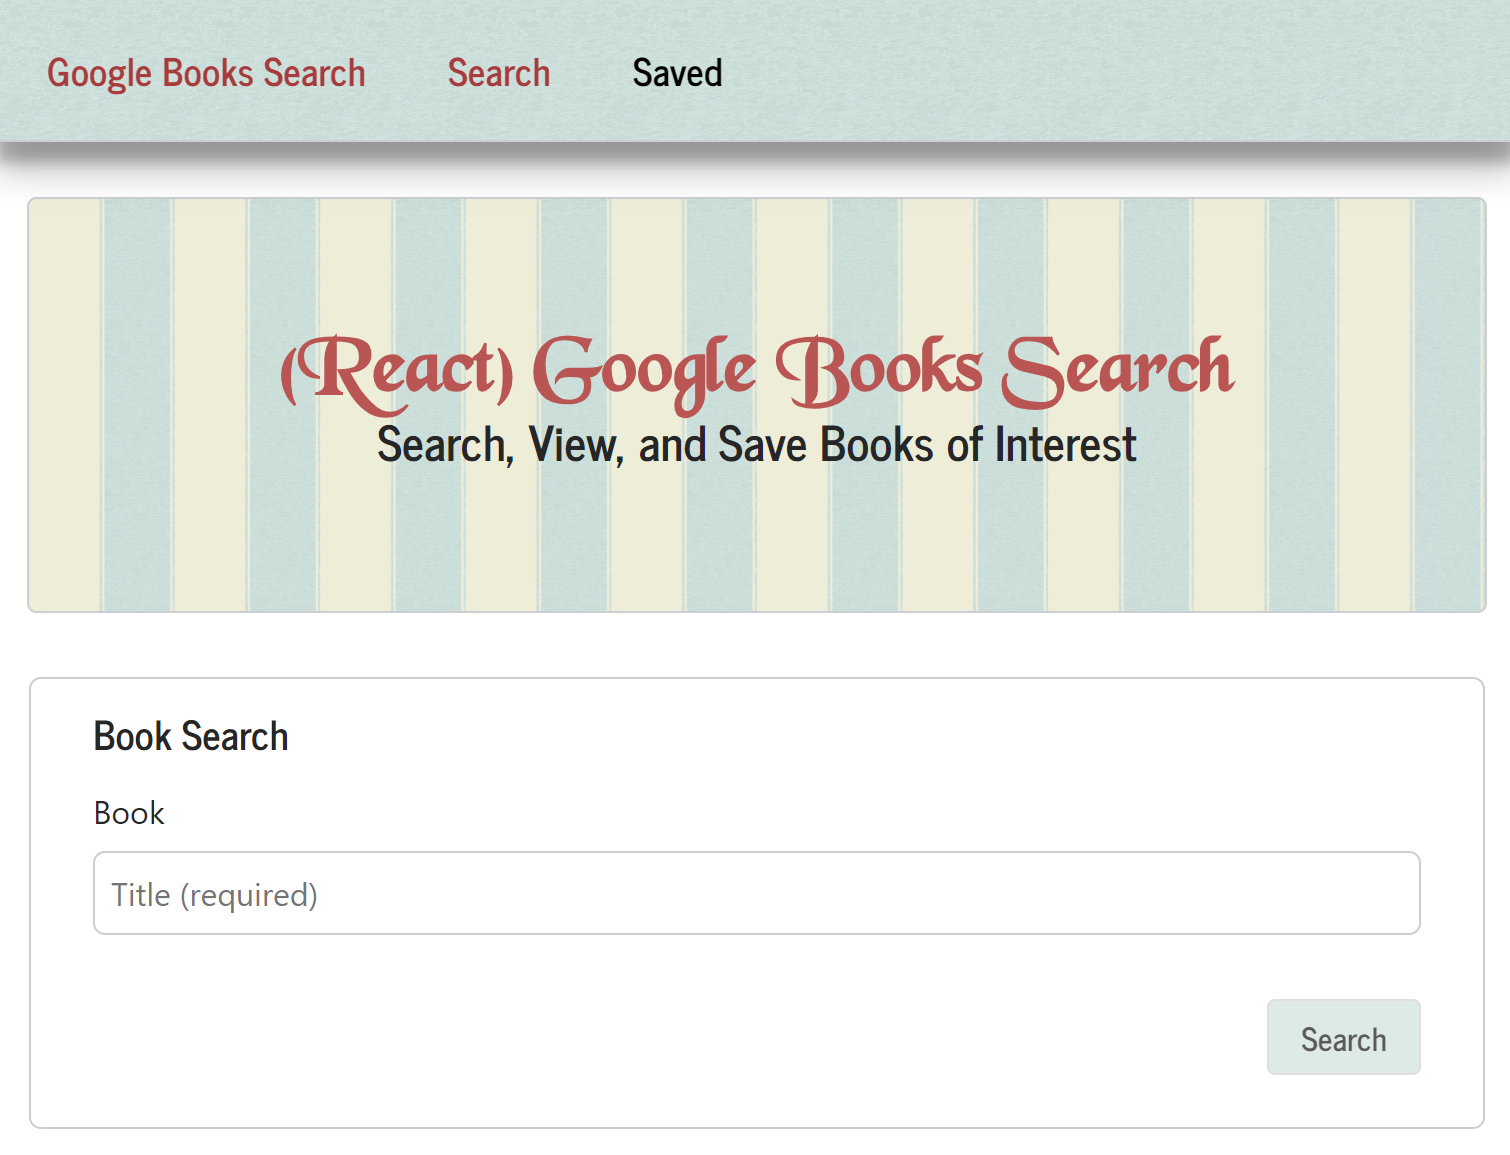 Google Books Search Search Saved
(React) Google Books Search
Search, View, and Save Books of Interest
Book Search
Book
Title (required)
Search